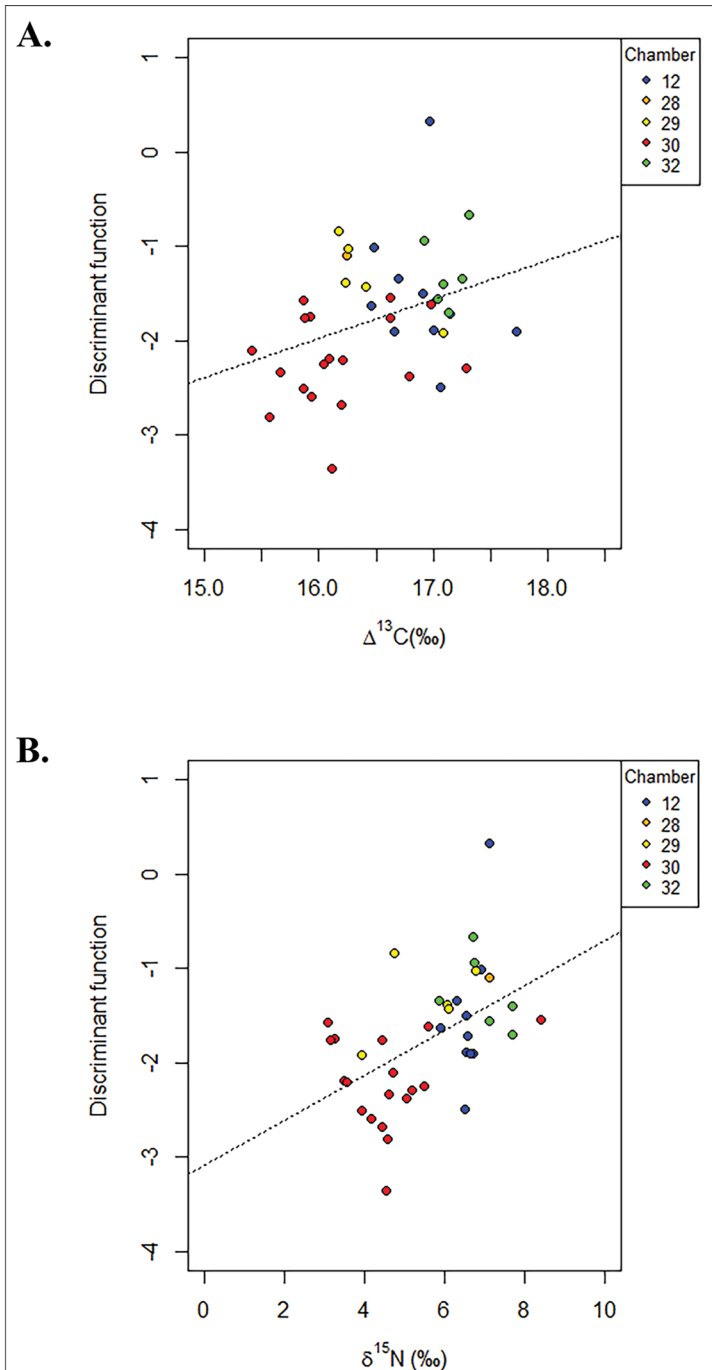 A.
Chamber
12
28
29
30
32
1
0
-1
-2
-3
-4
Discriminant function
15.0 16.0 17.0 18.0
Δ¹³C(‰)
B.
Chamber
12
28
29
30
32
1
0
-1
-2
-3
-4
Discriminant function
0 2 4 6 8 10
δ¹⁵N (‰)